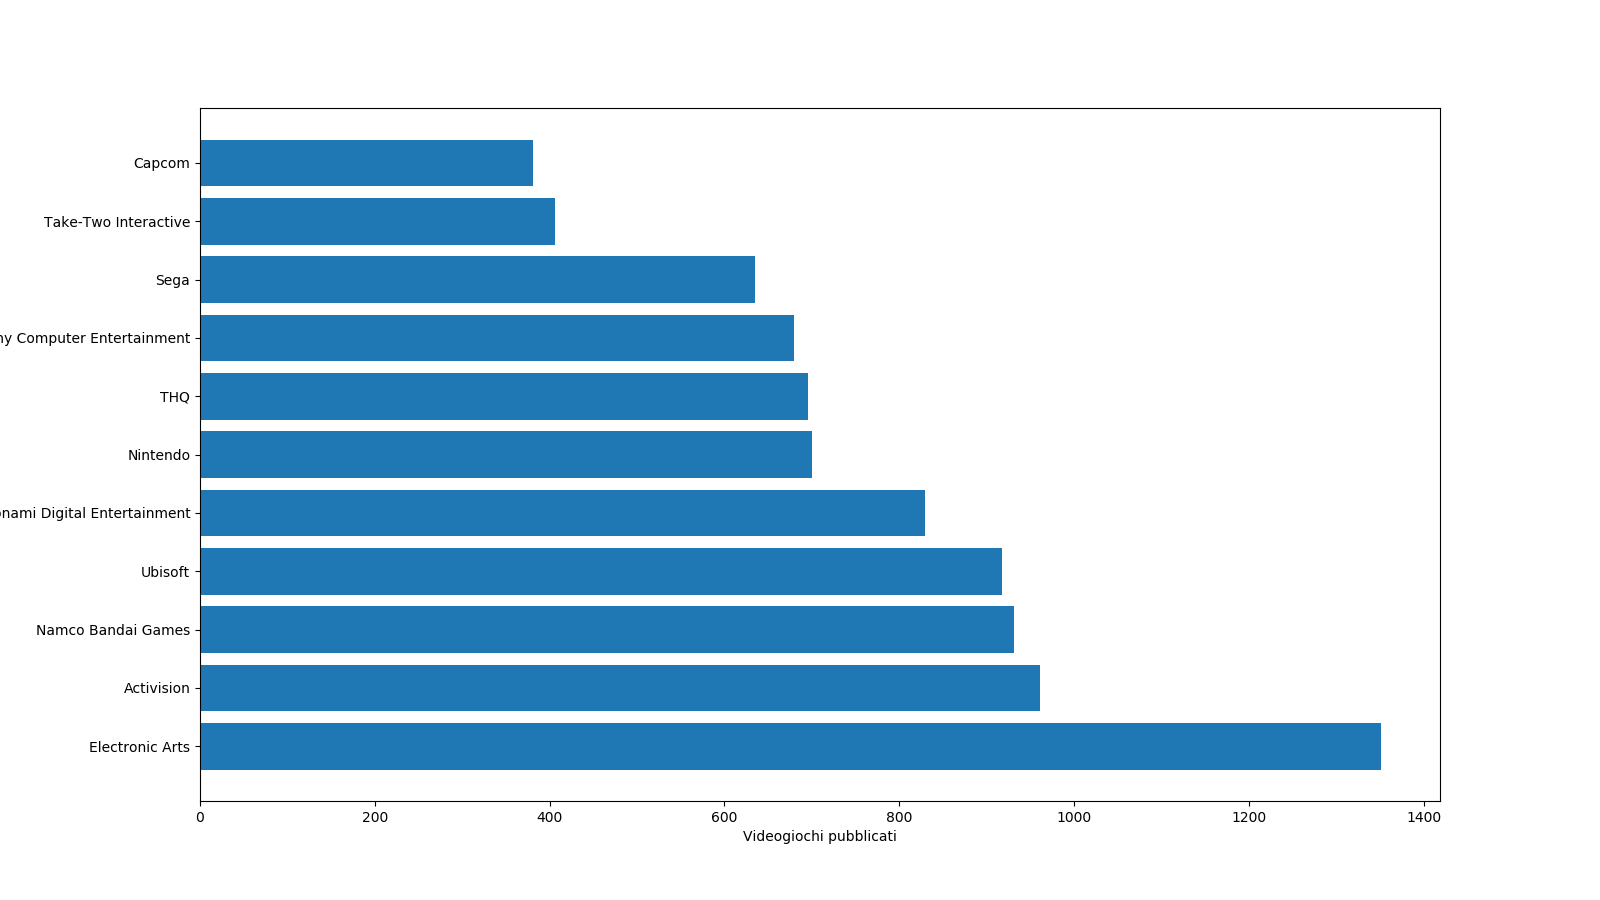 Capcom
Take-Two Interactive
Sega
ny Computer Entertainment
THQ
Nintendo
onami Digital Entertainment
Ubisoft
Namco Bandai Games
Activision
Electronic Arts
0 200 400 600 800 1000 1200 1400
Videogiochi pubblicati